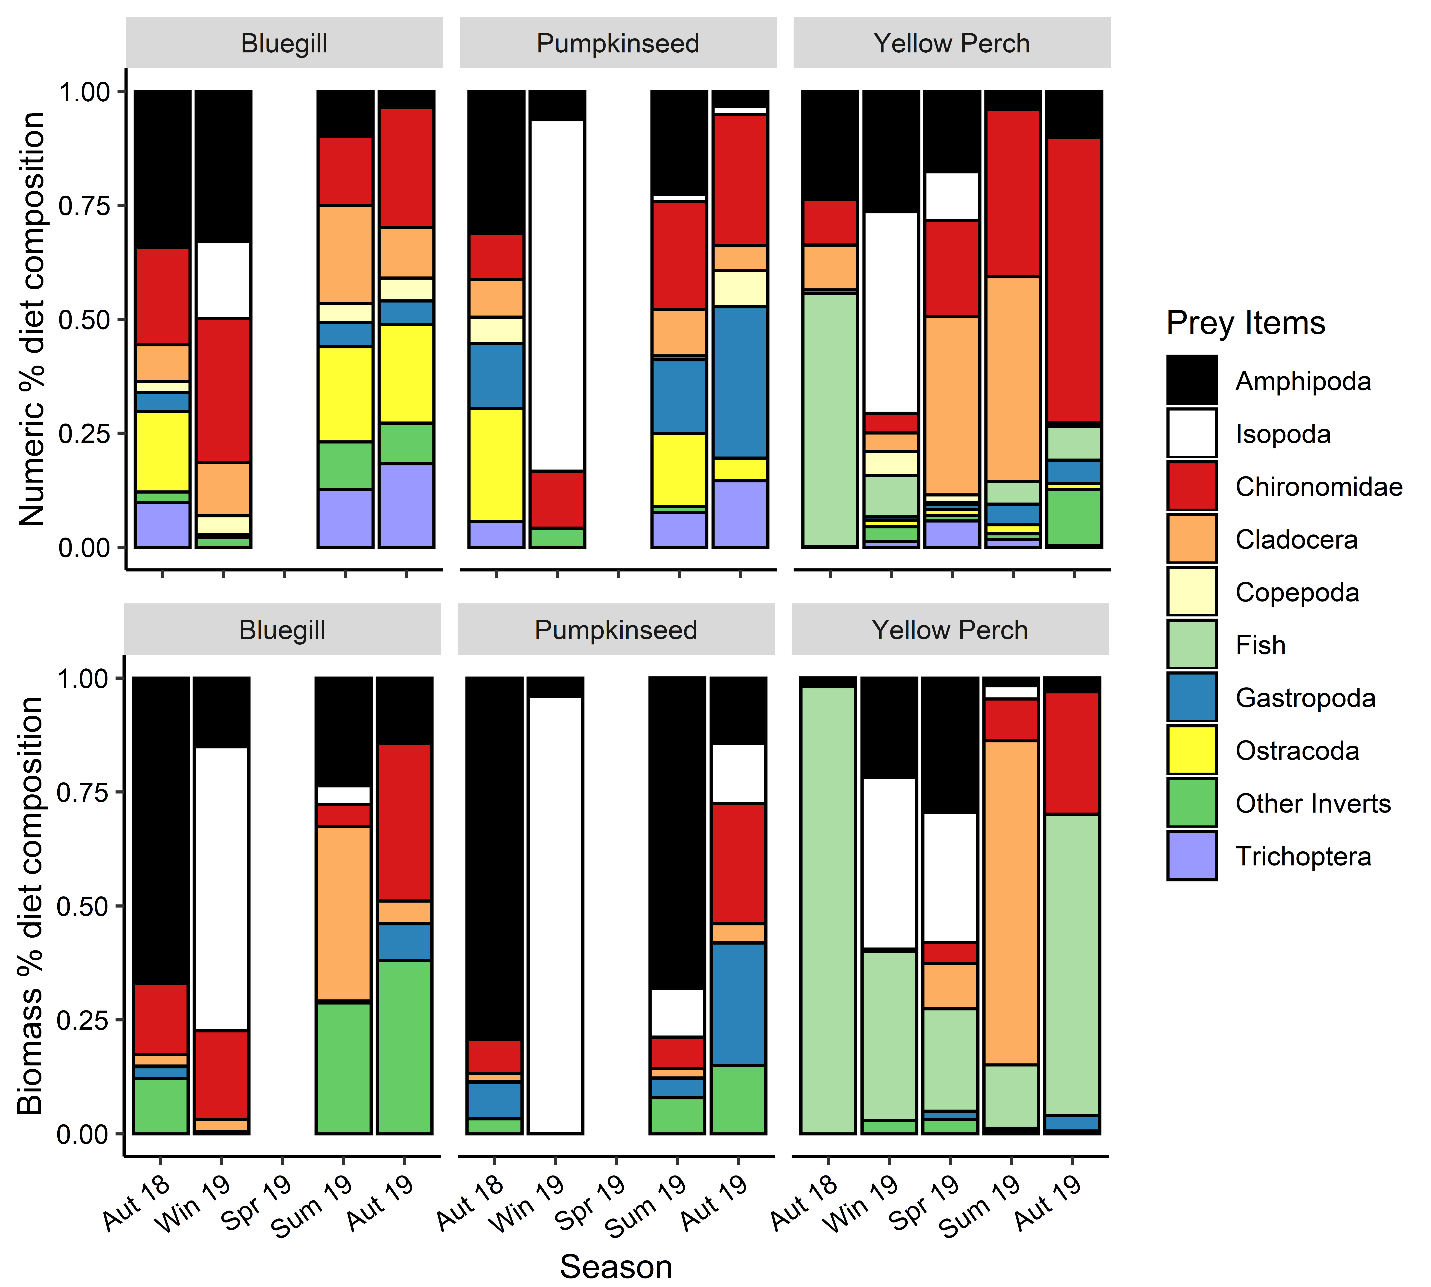 Bluegill Pumpkinseed Yellow Perch
Numeric % diet composition
1.00
0.75
0.50
0.25
0.00
Bluegill Pumpkinseed Yellow Perch
Biomass % diet composition
1.00
0.75
0.50
0.25
0.00
Aut 18 Win 19 Spr 19 Sum 19 Aut 19 Aut 18 Win 19 Spr 19 Sum 19 Aut 19 Aut 18 Win 19 Spr 19 Sum 19 Aut 19
Season
Prey Items
Amphipoda
Isopoda
Chironomidae
Cladocera
Copepoda
Fish
Gastropoda
Ostracoda
Other Inverts
Trichoptera